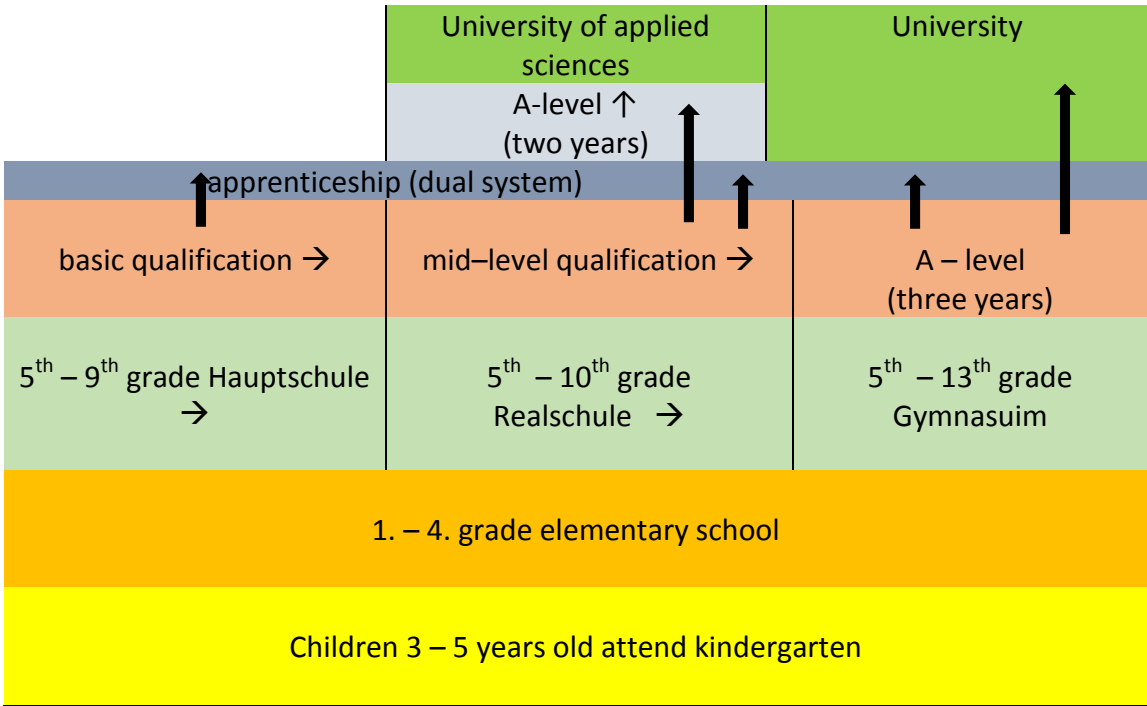 University of applied
sciences
University
A-level ↑
(two years)
apprenticeship (dual system)
basic qualification →
mid–level qualification →
A – level
(three years)
5th – 9th grade Hauptschule
→
5th – 10th grade
Realschule →
5th – 13th grade
Gymnasuim
1. – 4. grade elementary school
Children 3 – 5 years old attend kindergarten